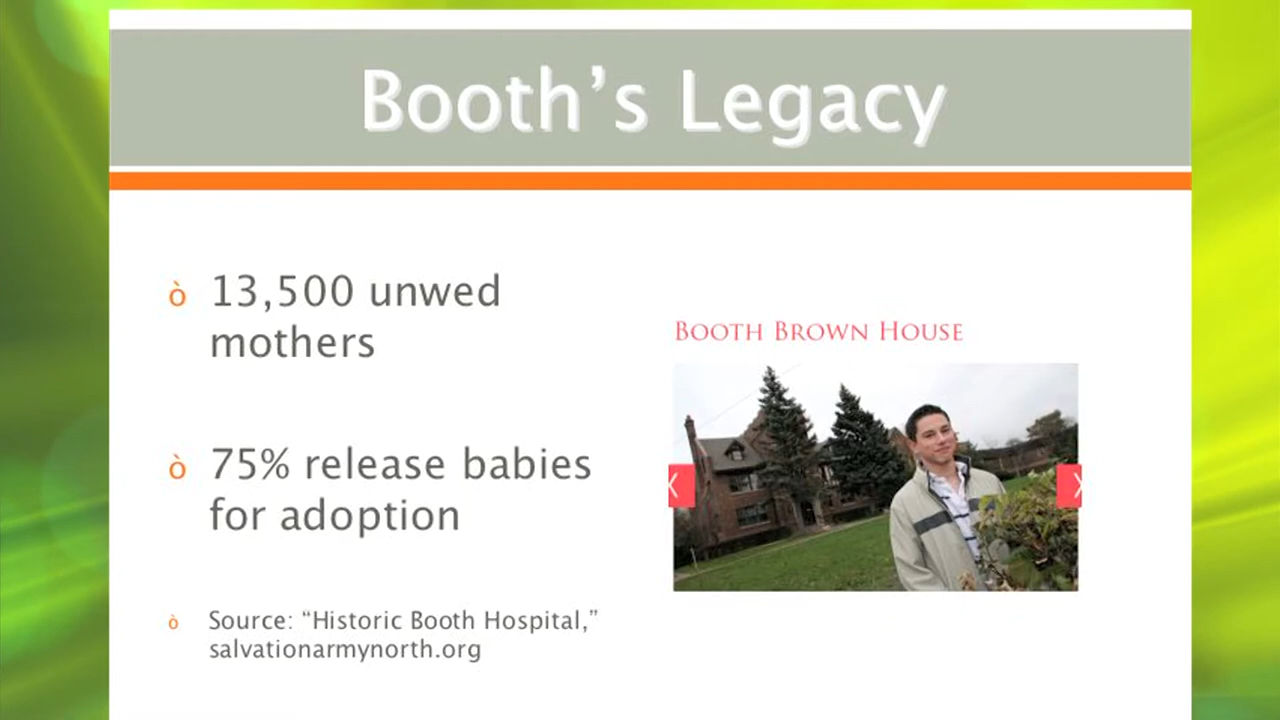 Booth’s Legacy
ò 13,500 unwed
mothers
ò 75% release babies
for adoption
ò Source: “Historic Booth Hospital,”
salvationarmynorth.org
Booth Brown House